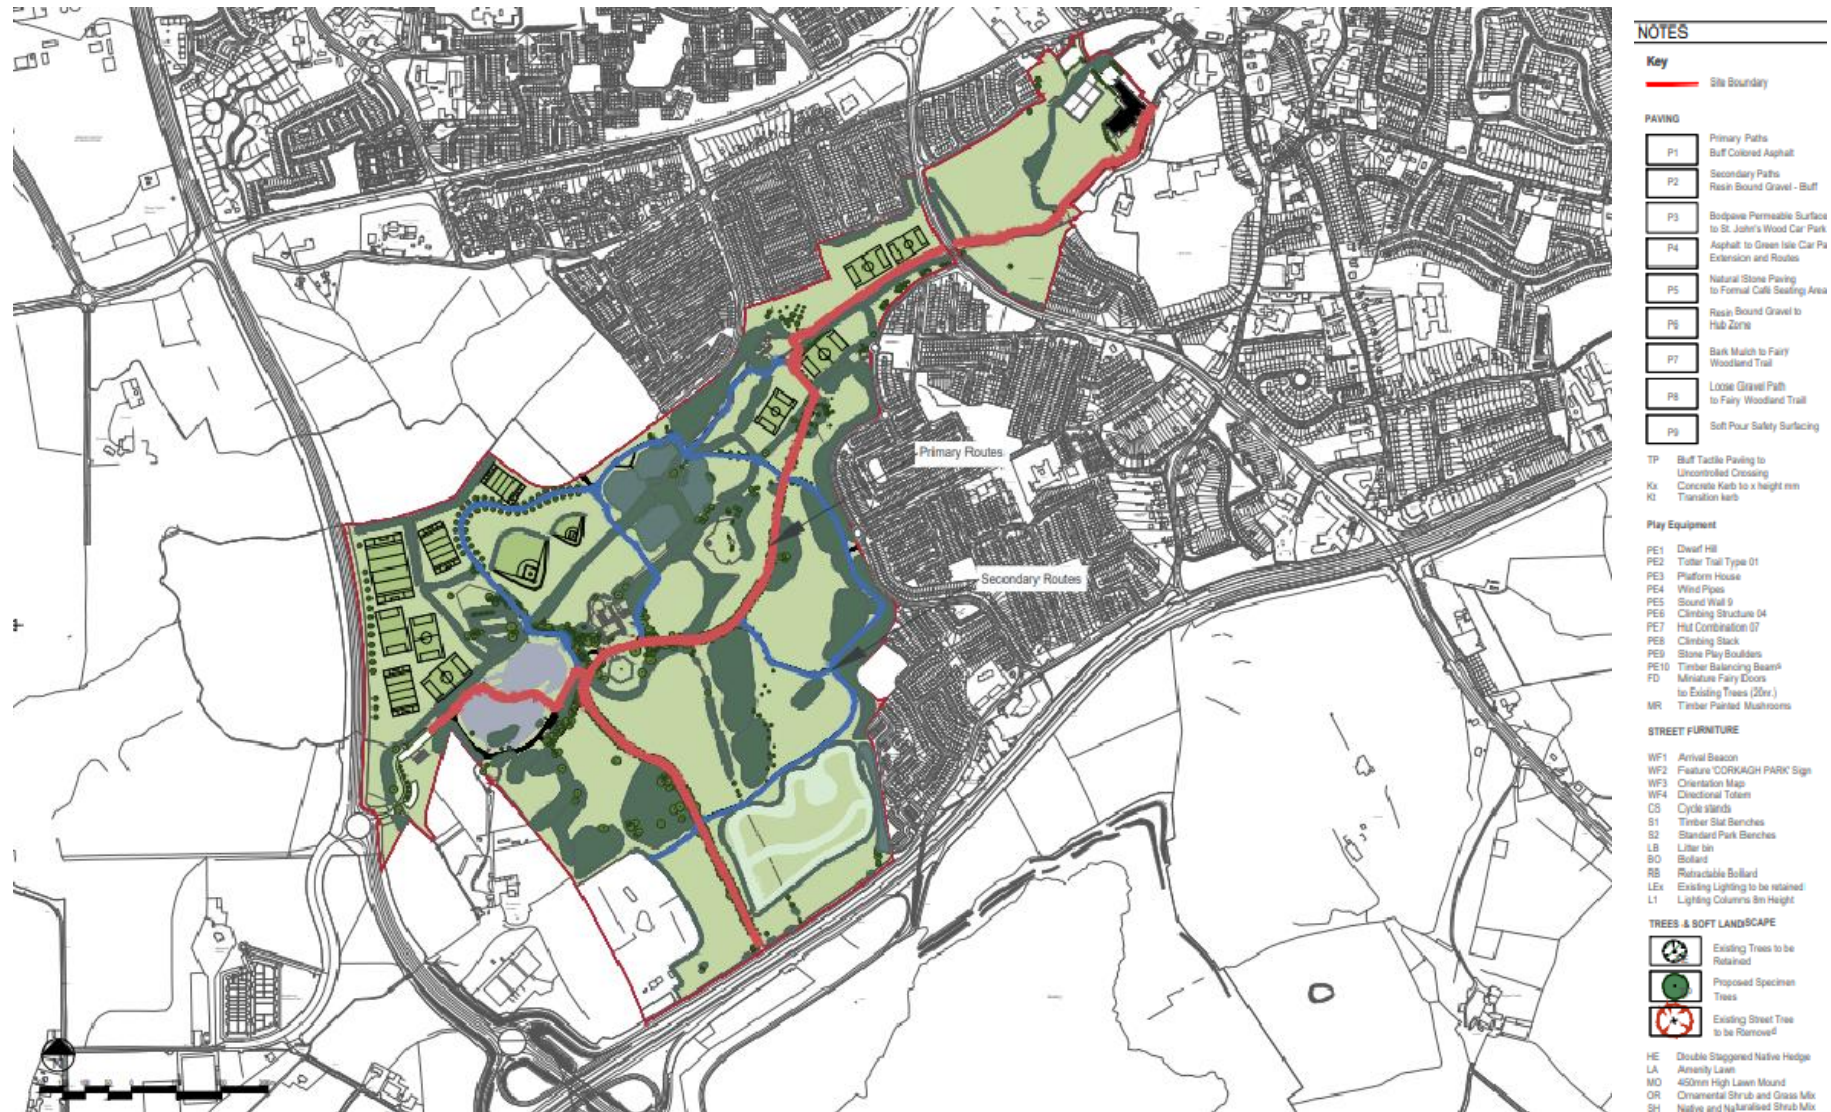 Primary Routes
Secondary Routes
NOTES
Key
Site Boundary
PAVING
P1
Primary Paths
Buff Colored Asphalt
P2
Secondary Paths
Resin Bound Gravel - Buff
P3
Bodpave Permeable Surface
to St. John's Wood Car Park
P4
Asphalt to Green Isle Car Pa
Extension and Routes
P5
Natural Stone Paving
to Formal Café Seating Area
P6
Resin Bound Gravel to
Hub Zone
P7
Bark Mulch to Fairy
Woodland Trail
P8
Loose Gravel Path
to Fairy Woodland Trail
P9
Soft Pour Safety Surfacing
TP Buff Tactile Paving to
Uncontrolled Crossing
Kx Concrete Kerb to x height mm
Kt Transition kerb
Play Equipment
PE1 Dwarf Hill
PE2 Totter Trail Type 01
PE3 Platform House
PE4 Wind Pipes
PE5 Sound Wall 9
PE6 Climbing Structure 04
PE7 Hut Combination 07
PE8 Climbing Stack
PE9 Stone Play Boulders
PE10 Timber Balancing Beams
FD Miniature Fairy Doors
to Existing Trees (20nr.)
MR Timber Painted Mushrooms
STREET FURNITURE
WF1 Arrival Beacon
WF2 Feature 'CORKAGH PARK' Sign
WF3 Orientation Map
WF4 Directional Totem
CS Cycle stands
S1 Timber Slat Benches
S2 Standard Park Benches
LB Litter bin
BO Bollard
RB Retractable Bollard
LEx Existing Lighting to be retained
L1 Lighting Columns 8m Height
TREES & SOFT LANDSCAPE
Existing Trees to be
Retained
Proposed Specimen
Trees
Existing Street Tree
to be Removed
HE Double Staggered Native Hedge
LA Amenity Lawn
MO 450mm High Lawn Mound
OR Ornamental Shrub and Grass Mix
SH Native and Naturalised Shrub Mix